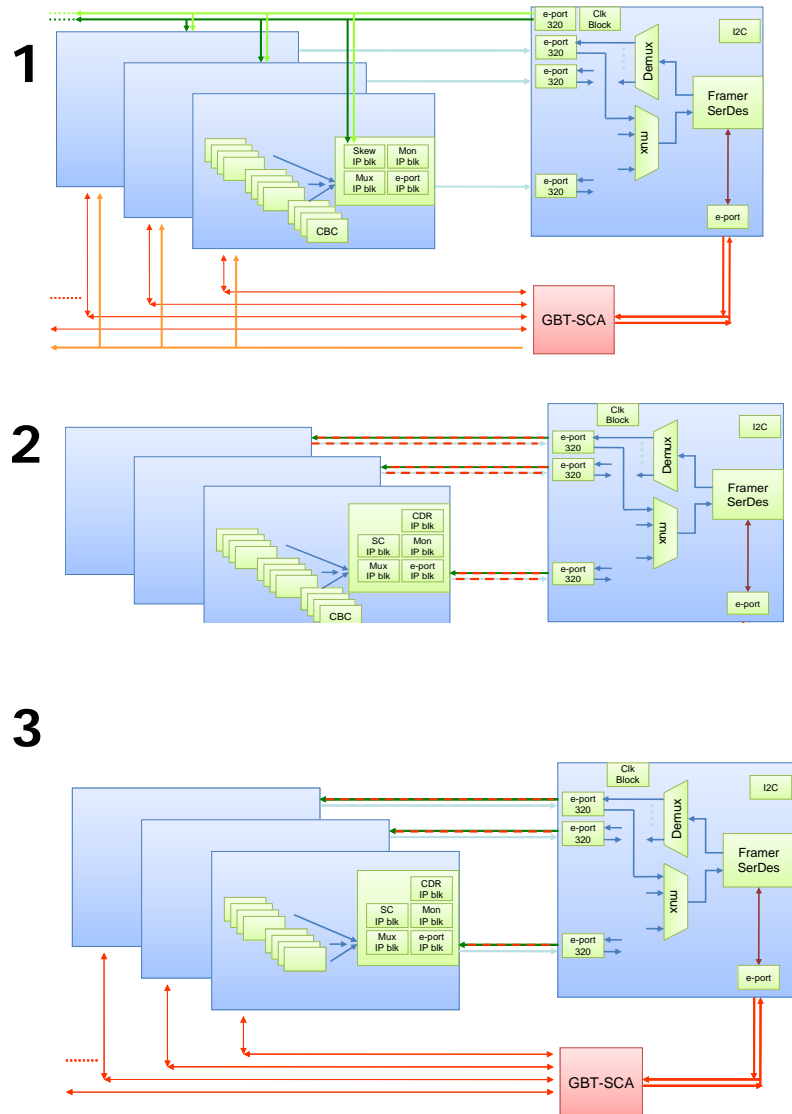 1
e-port
320
Clk
Block
I2C
e-port
320
Demux
e-port
320
Framer
SerDes
mux
Skew
IP blk
Mon
IP blk
Mux
IP blk
e-port
IP blk
e-port
320
CBC
e-port
GBT-SCA
2
Clk
Block
I2C
e-port
320
Demux
e-port
320
Framer
SerDes
mux
CDR
IP blk
SC
IP blk
Mon
IP blk
Mux
IP blk
e-port
IP blk
e-port
320
CBC
e-port
3
Clk
Block
I2C
e-port
320
Demux
e-port
320
Framer
SerDes
mux
CDR
IP blk
SC
IP blk
Mon
IP blk
Mux
IP blk
e-port
IP blk
e-port
320
e-port
GBT-SCA